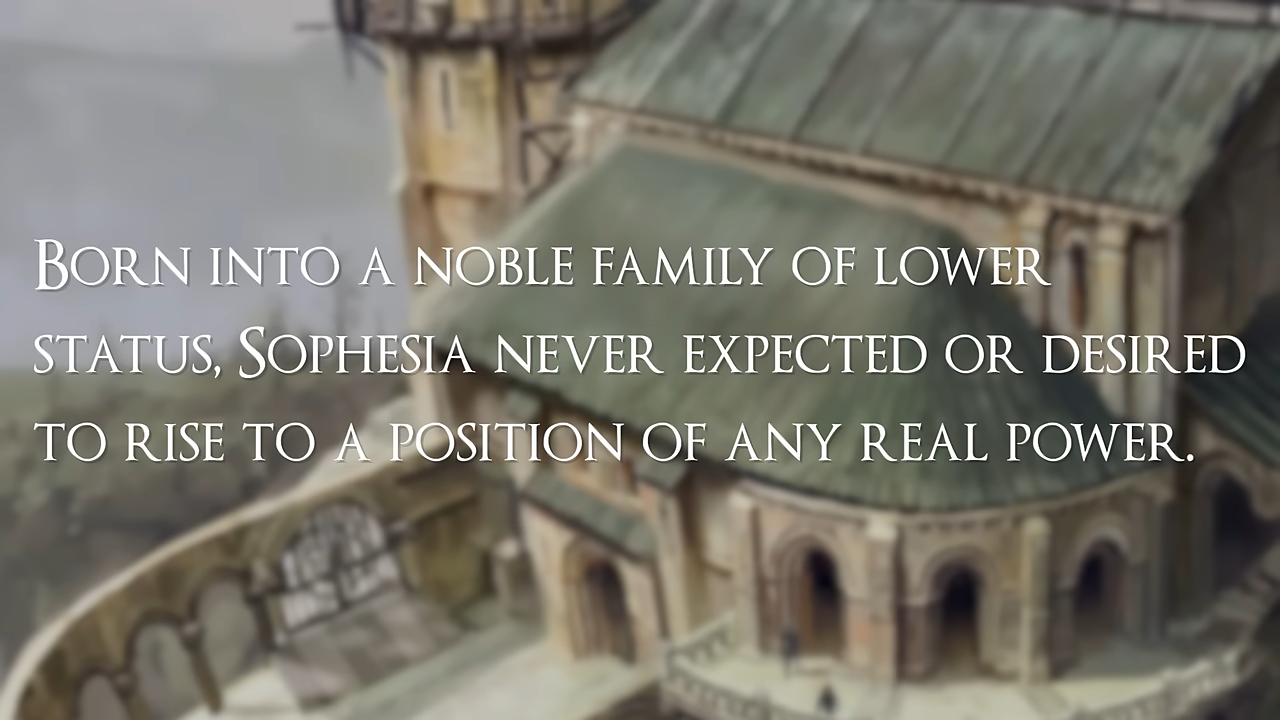 Born into a noble family of lower
status, Sophesia never expected or desired
to rise to a position of any real power.